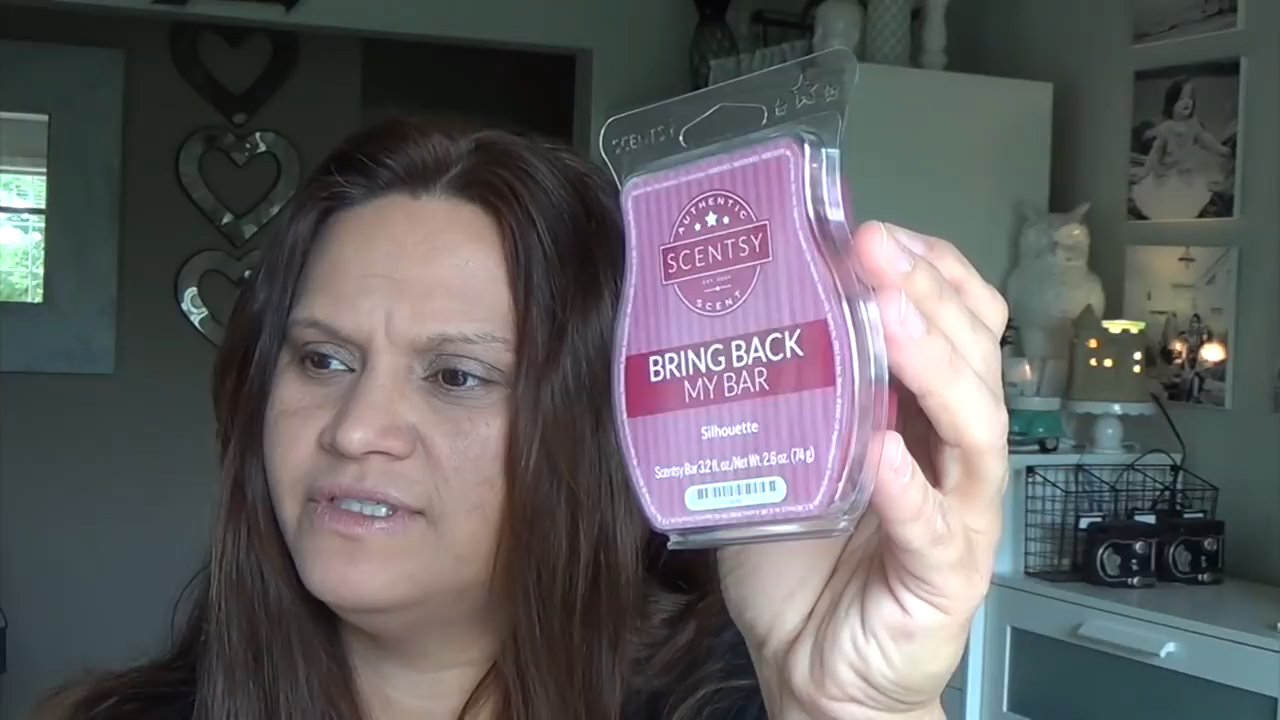 SCENTSY
AUTHENTIC
SCENTSY
EST. 2004
SCENT
BRING BACK
MY BAR
Silhouette
Scentsy Bar 3.2 fl. oz./Net Wt. 2.6 oz. (74 g)